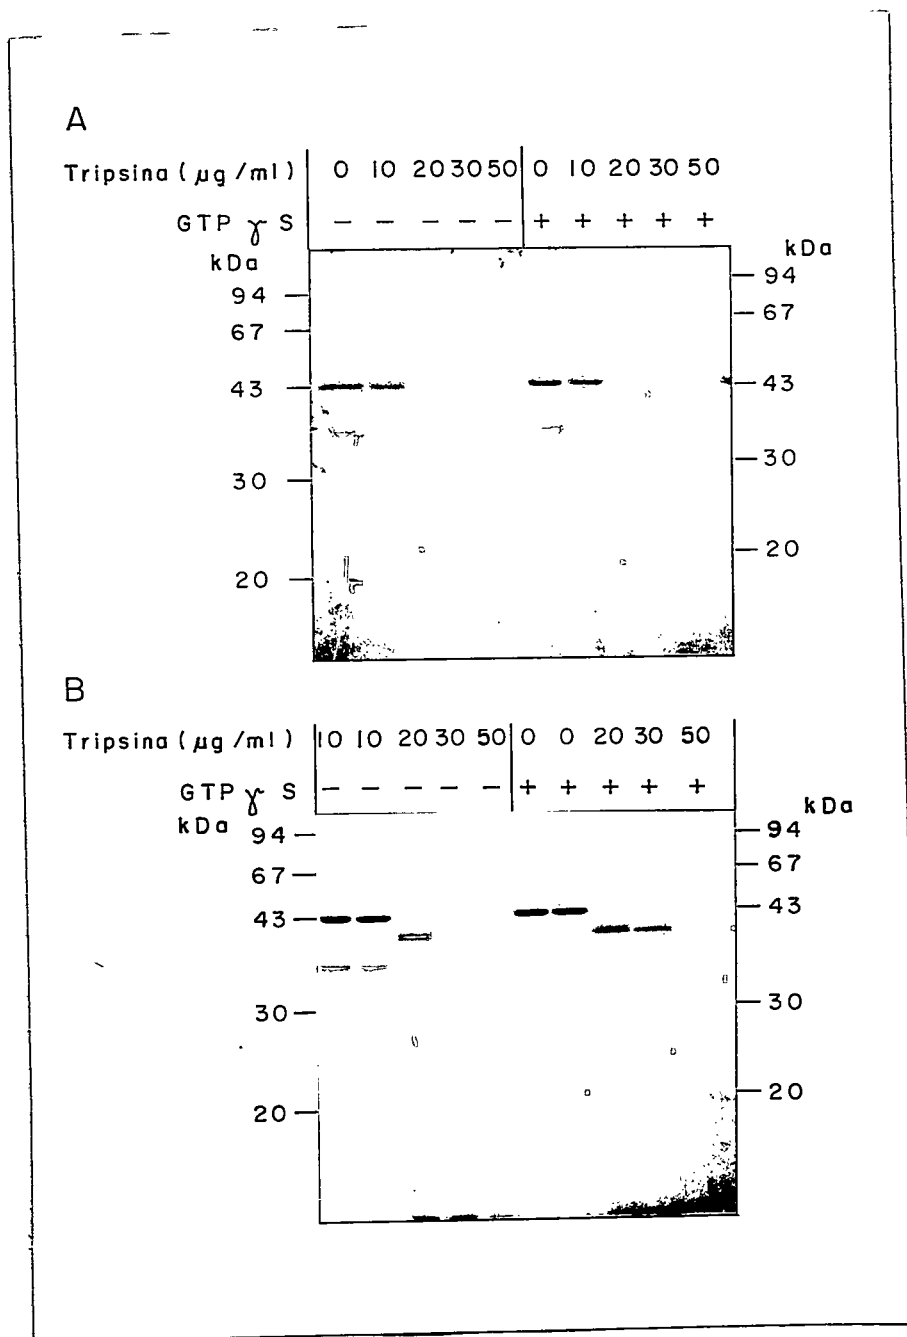 A
Tripsina ( μg /ml ) 0 10 20 30 50 0 10 20 30 50
GTP γ S − − − − − + + + + +
kDa kDa
94 94
67 67
43 43
30 30
20 20
B
Tripsina ( μg /ml ) 10 10 20 30 50 0 0 20 30 50
GTP γ S − − − − − + + + + +
kDa kDa
94 94
67 67
43 43
30 30
20 20